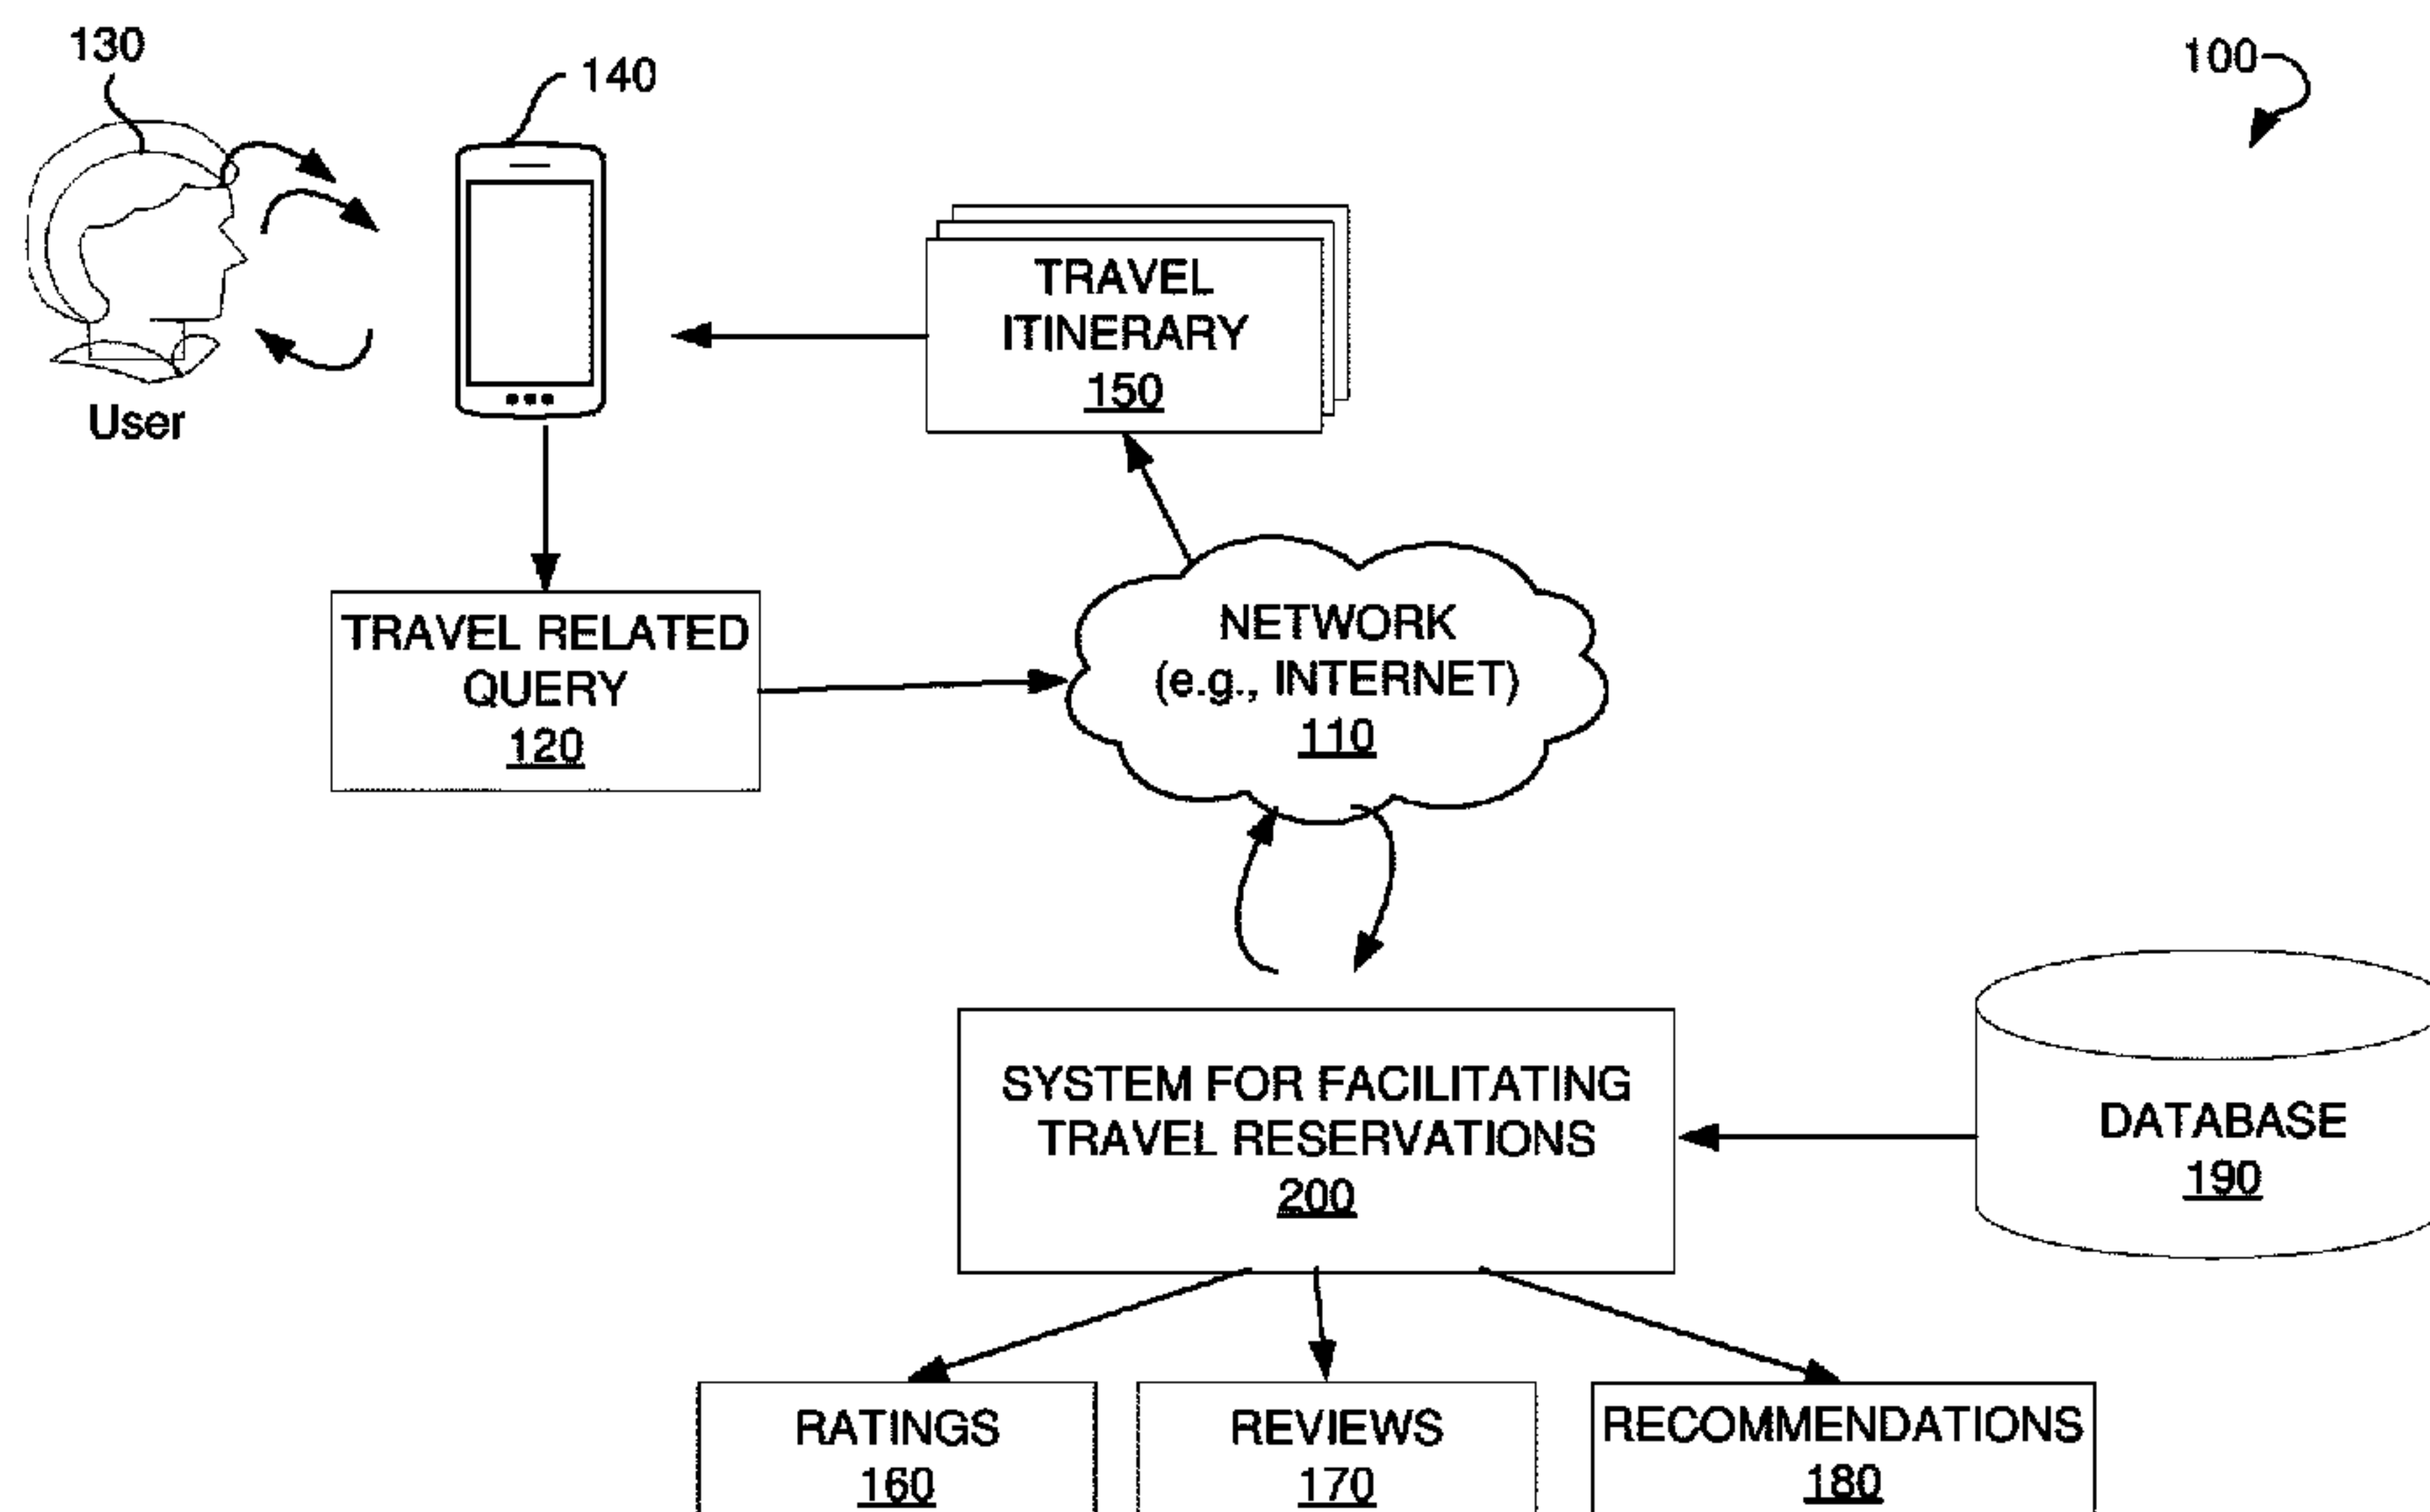 130
140
100
User
TRAVEL
ITINERARY
150
TRAVEL RELATED
QUERY
120
NETWORK
(e.g., INTERNET)
110
SYSTEM FOR FACILITATING
TRAVEL RESERVATIONS
200
DATABASE
190
RATINGS
160
REVIEWS
170
RECOMMENDATIONS
180